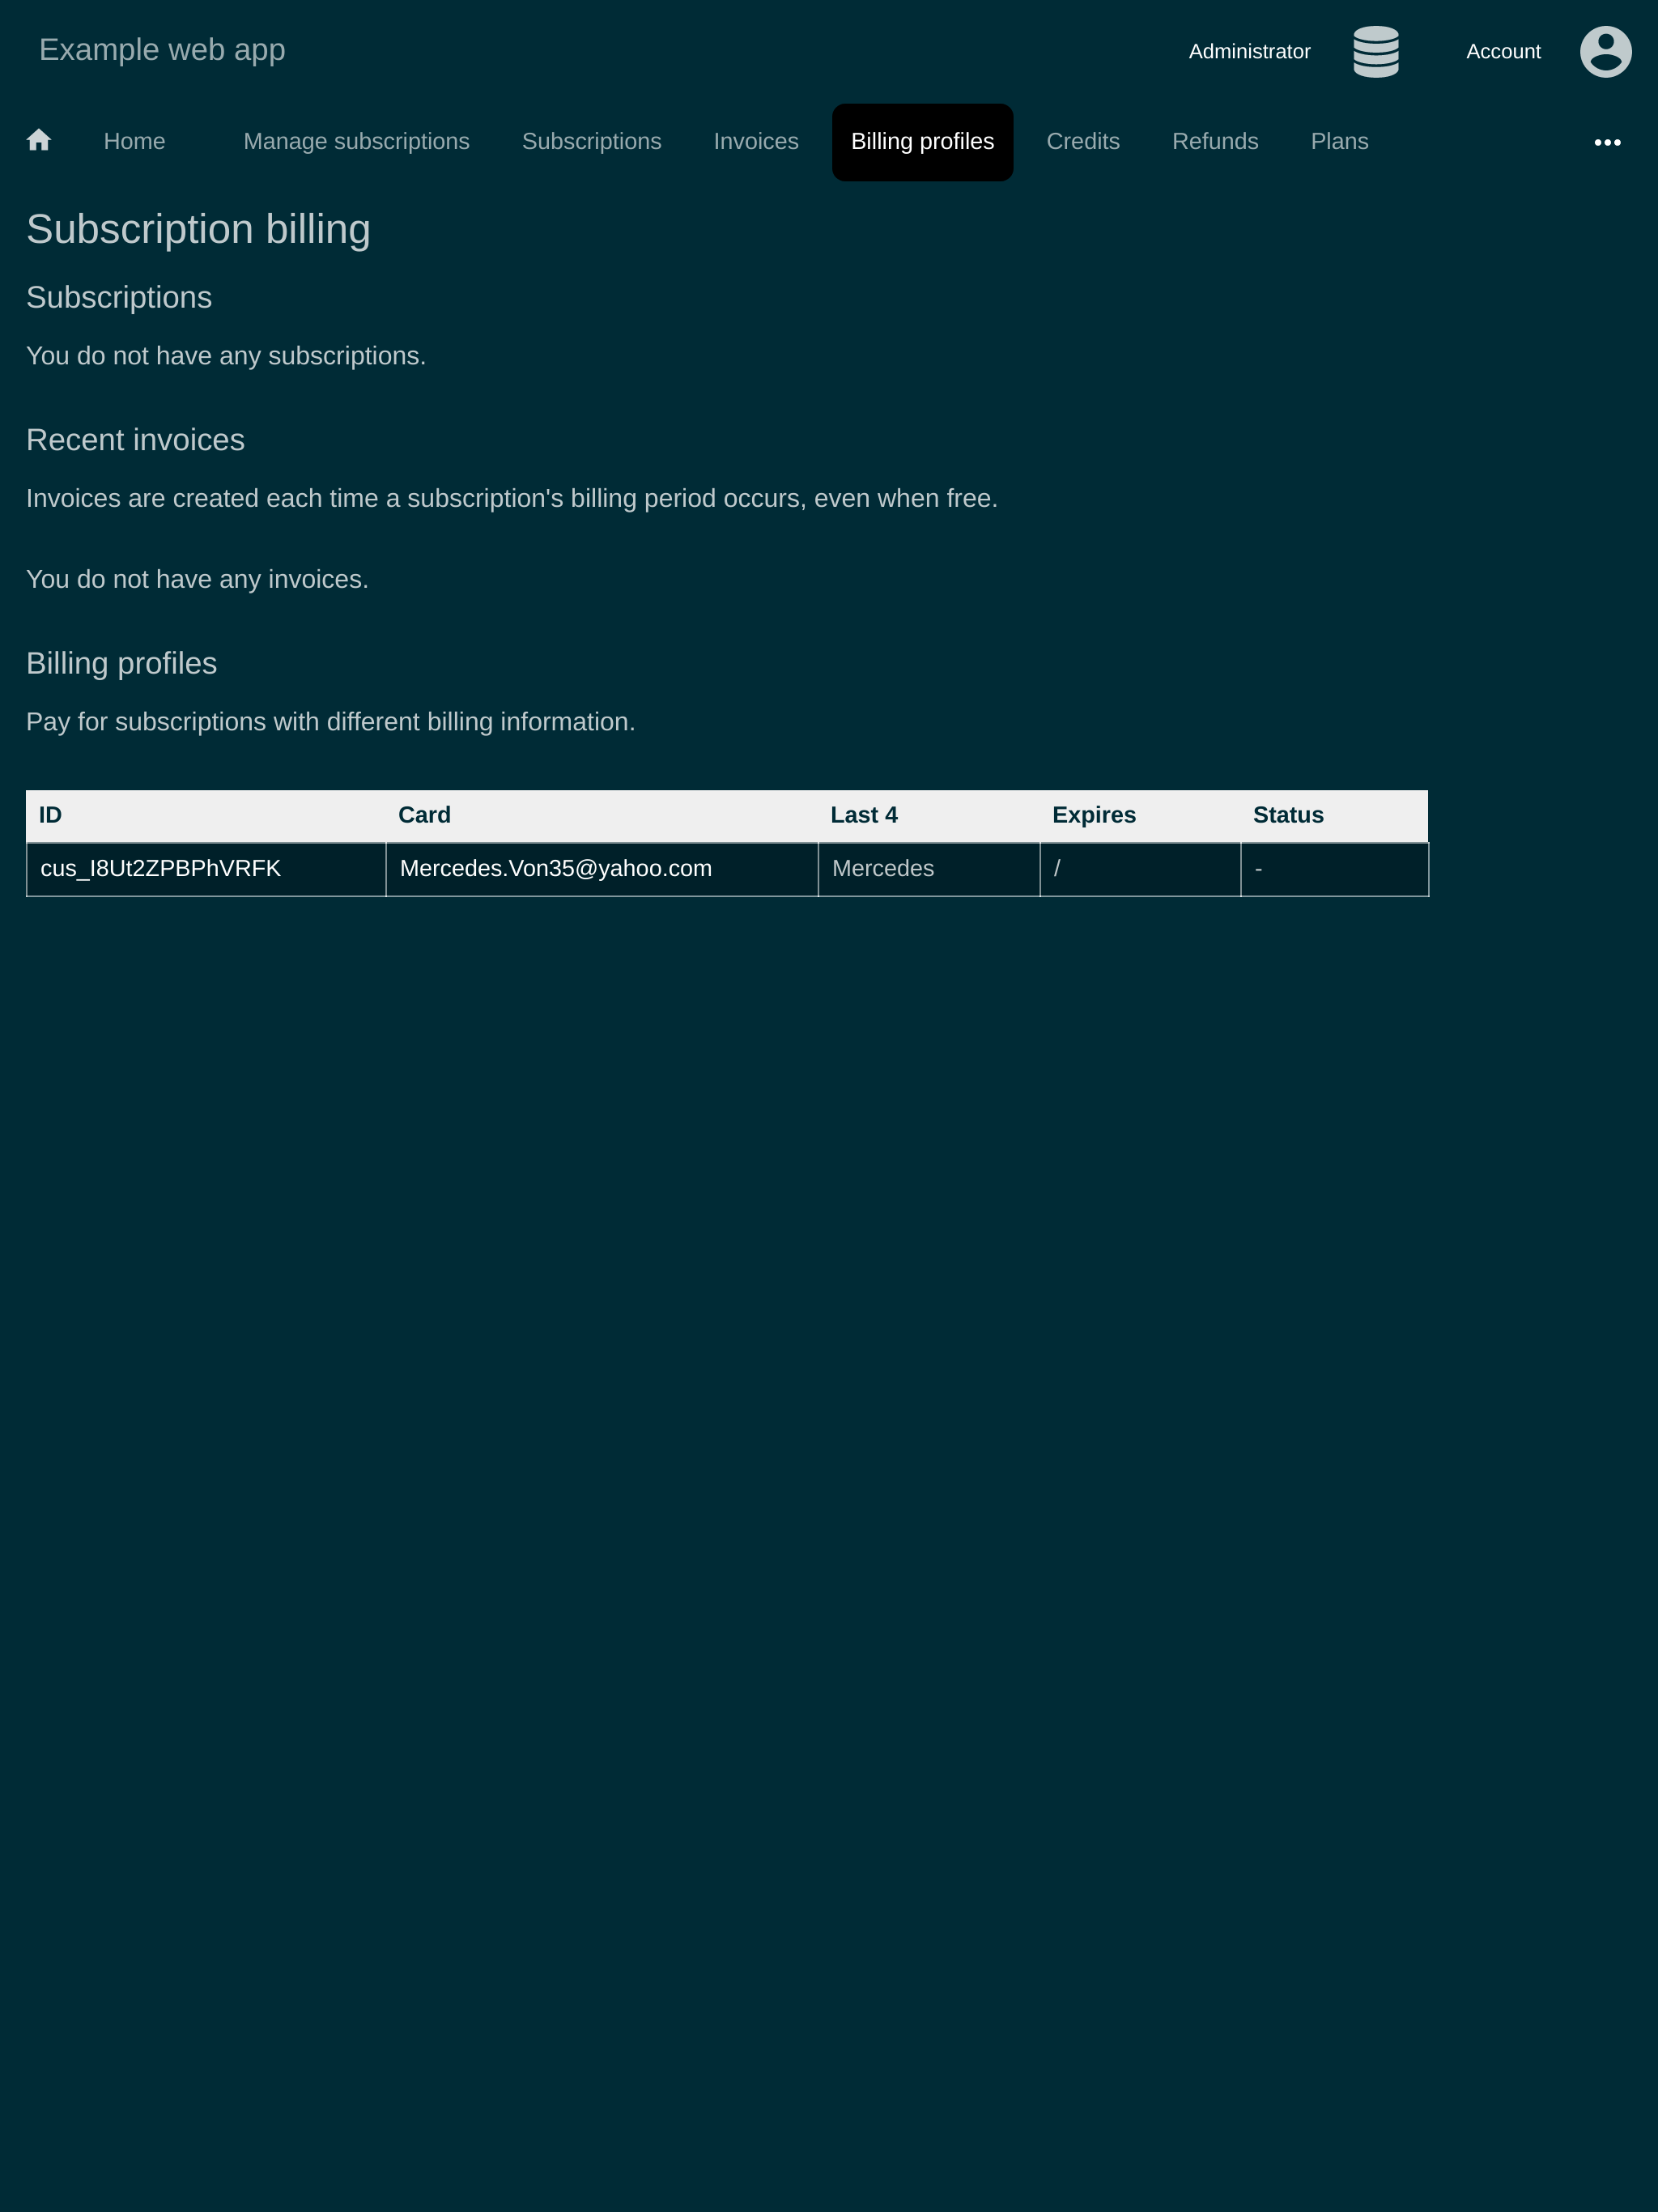 Example web app
Administrator
Account
Home
Manage subscriptions
Subscriptions
Invoices
Billing profiles
Credits
Refunds
Plans
Subscription billing
Subscriptions
You do not have any subscriptions.
Recent invoices
Invoices are created each time a subscription's billing period occurs, even when free.
You do not have any invoices.
Billing profiles
Pay for subscriptions with different billing information.
ID Card Last 4 Expires Status
cus_I8Ut2ZPBPhVRFK Mercedes.Von35@yahoo.com Mercedes / -